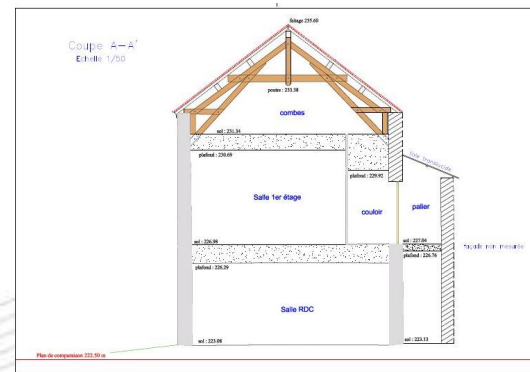 faîtage 235.60
Coupe A-A'
Echelle 1/50
poutre : 233.38
combes
sol : 231.34
plafond : 230.69
plafond : 229.92
tôle translucide
Salle 1er étage
couloir
palier
sol : 226.98
sol : 227.04
façade non mesurée
plafond : 226.29
plafond : 226.76
Salle RDC
sol : 223.08
sol : 223.13
Plan de comparaison 222.50 m